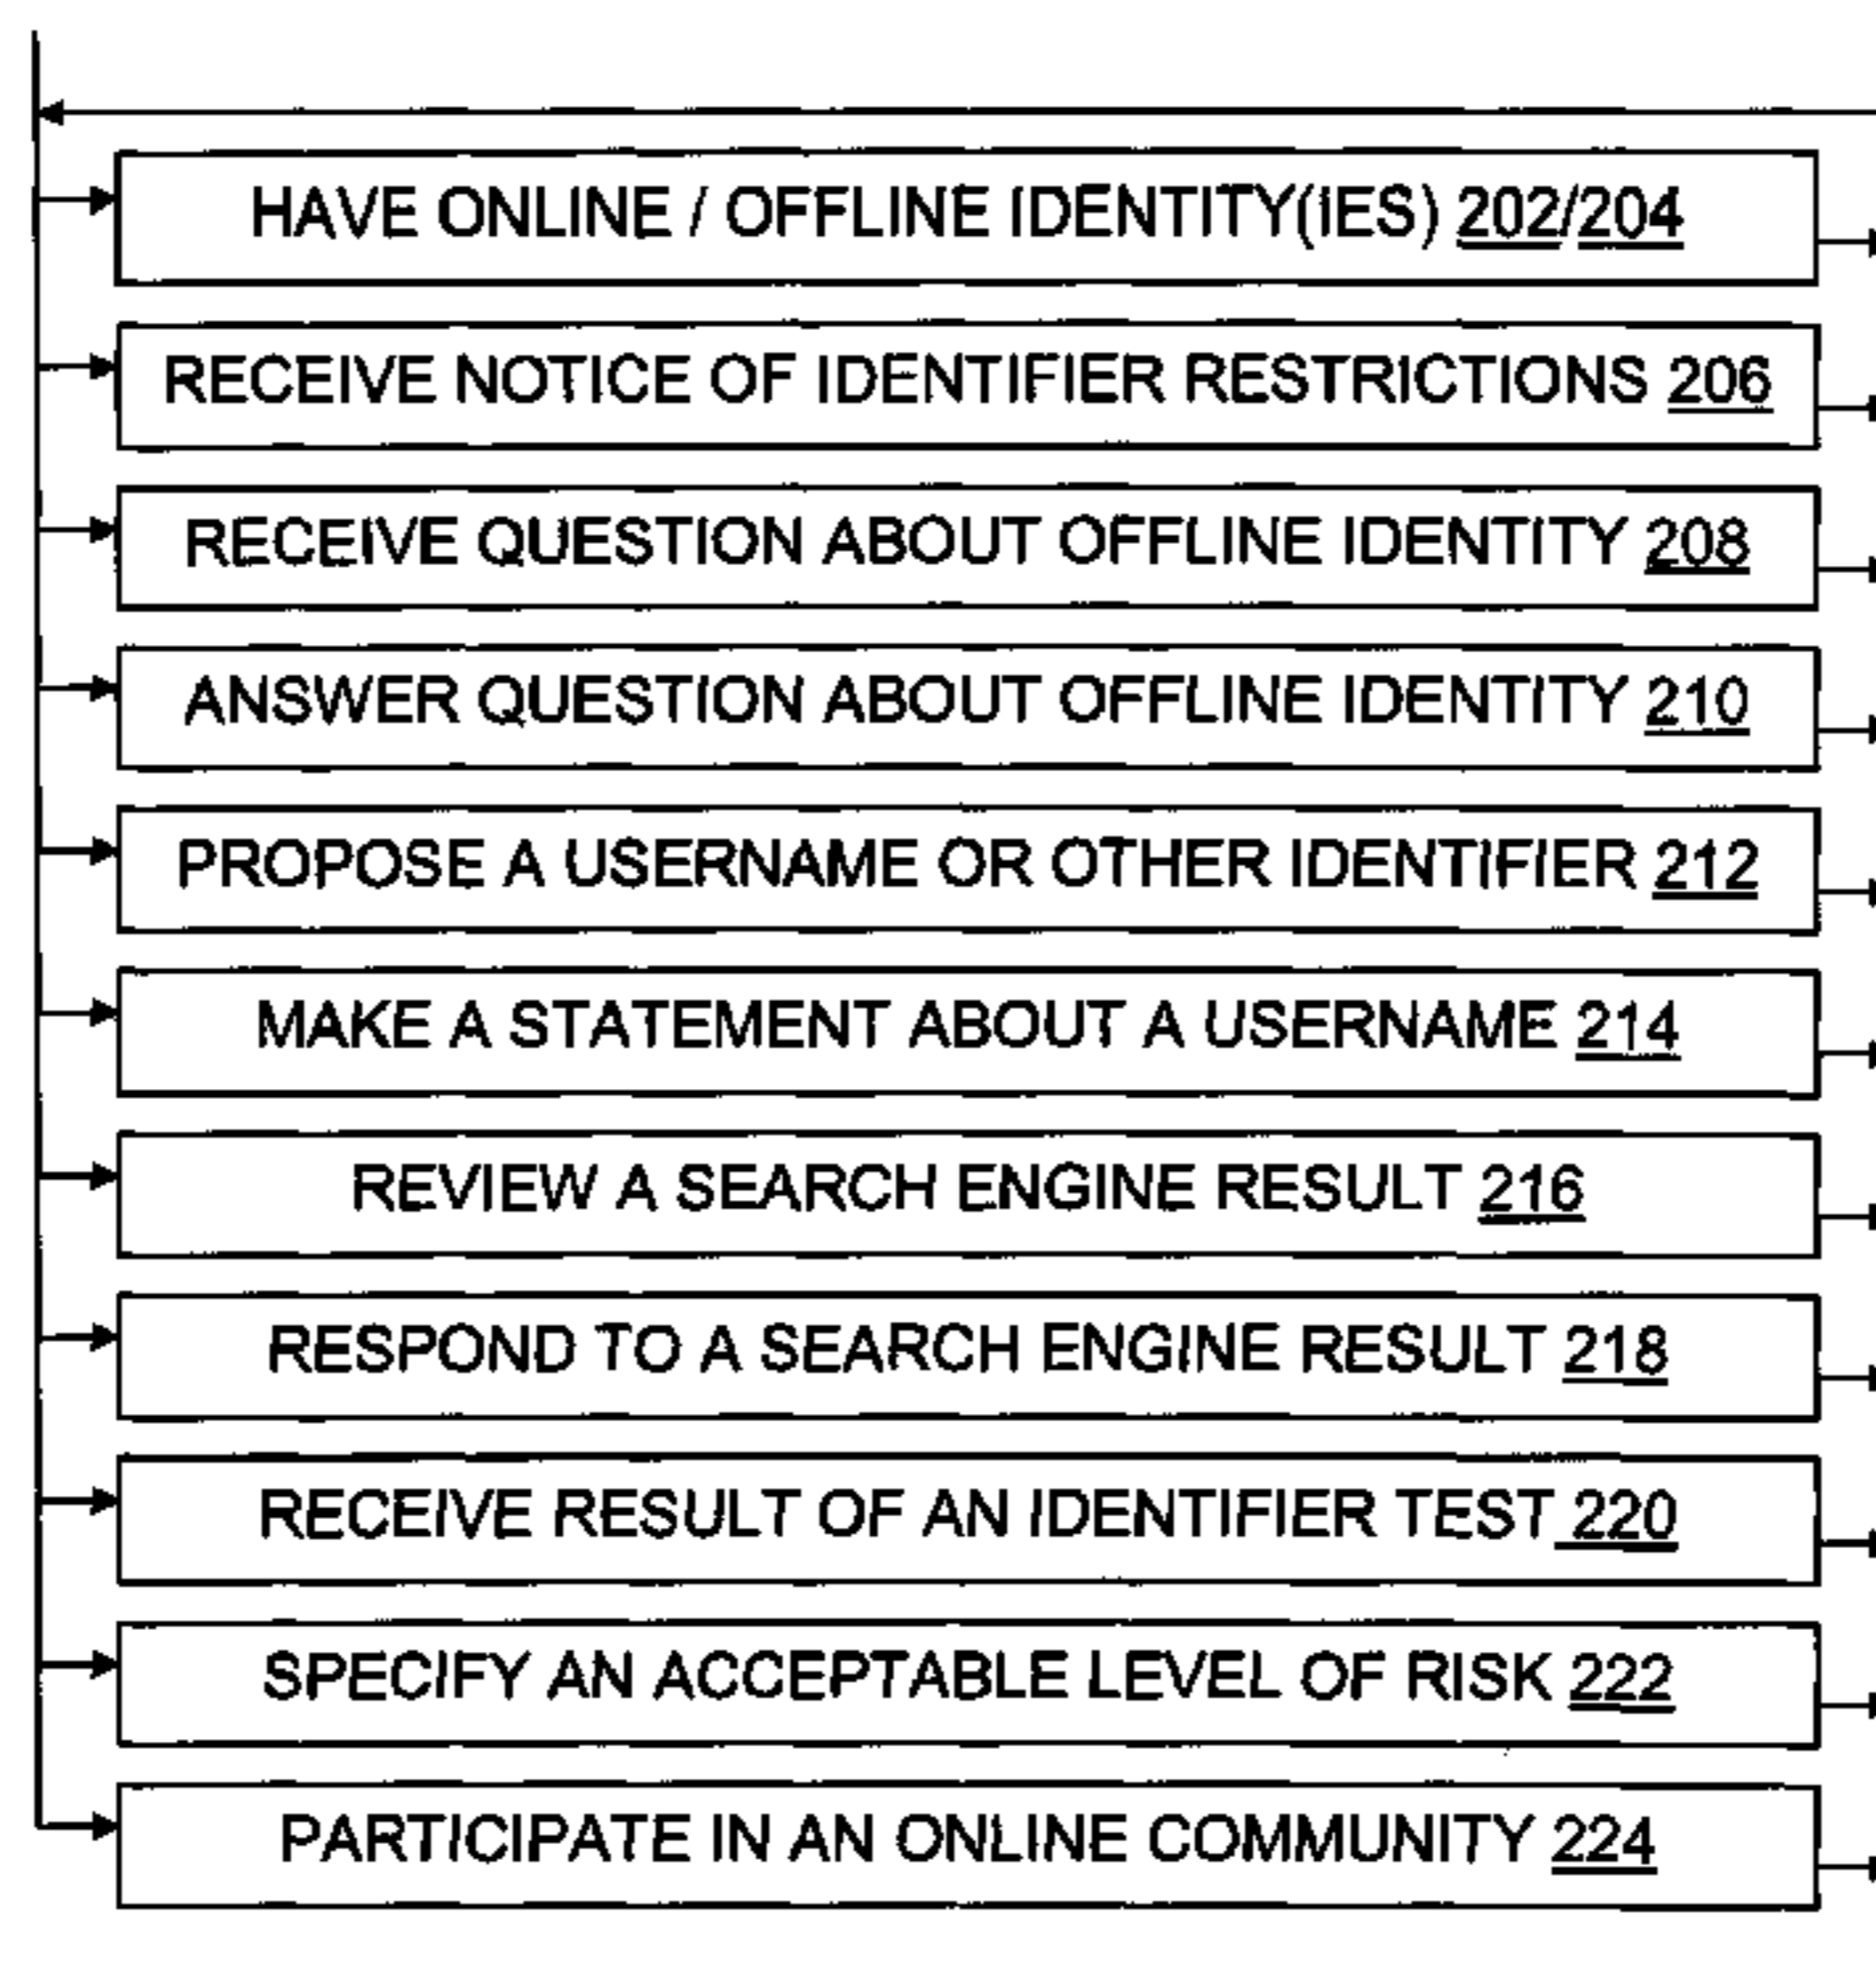 HAVE ONLINE / OFFLINE IDENTITY(IES) 202/204
RECEIVE NOTICE OF IDENTIFIER RESTRICTIONS 206
RECEIVE QUESTION ABOUT OFFLINE IDENTITY 208
ANSWER QUESTION ABOUT OFFLINE IDENTITY 210
PROPOSE A USERNAME OR OTHER IDENTIFIER 212
MAKE A STATEMENT ABOUT A USERNAME 214
REVIEW A SEARCH ENGINE RESULT 216
RESPOND TO A SEARCH ENGINE RESULT 218
RECEIVE RESULT OF AN IDENTIFIER TEST 220
SPECIFY AN ACCEPTABLE LEVEL OF RISK 222
PARTICIPATE IN AN ONLINE COMMUNITY 224